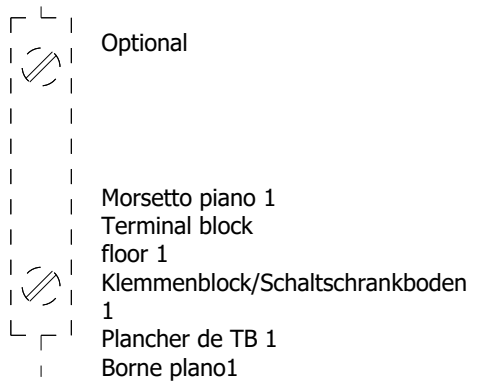 Optional
Morsetto piano 1
Terminal block
floor 1
Klemmenblock/Schaltschrankboden
1
Plancher de TB 1
Borne plano1